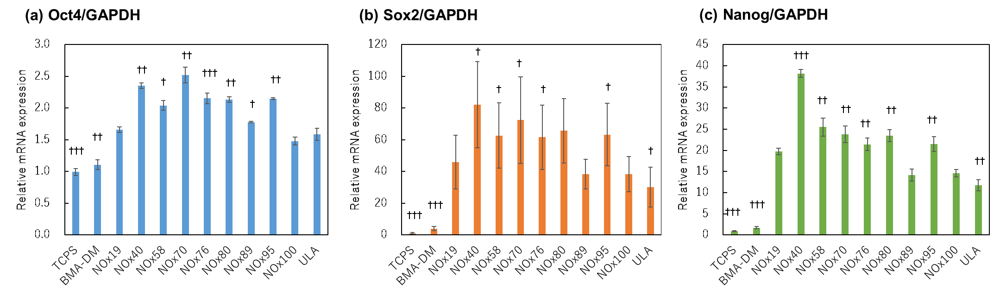 (a) Oct4/GAPDH
Relative mRNA expression
3.0
2.5
2.0
1.5
1.0
0.5
0.0
†††
††
††
†
††
†††
††
†
††
TCPS
BMA-DM
NOx19
NOx40
NOx58
NOx70
NOx76
NOx80
NOx89
NOx95
NOx100
ULA
(b) Sox2/GAPDH
Relative mRNA expression
120
100
80
60
40
20
0
†††
†††
†
†
†
†
†
†
TCPS
BMA-DM
NOx19
NOx40
NOx58
NOx70
NOx76
NOx80
NOx89
NOx95
NOx100
ULA
(c) Nanog/GAPDH
Relative mRNA expression
45
40
35
30
25
20
15
10
5
0
†††
†††
†††
††
††
††
††
††
††
TCPS
BMA-DM
NOx19
NOx40
NOx58
NOx70
NOx76
NOx80
NOx89
NOx95
NOx100
ULA